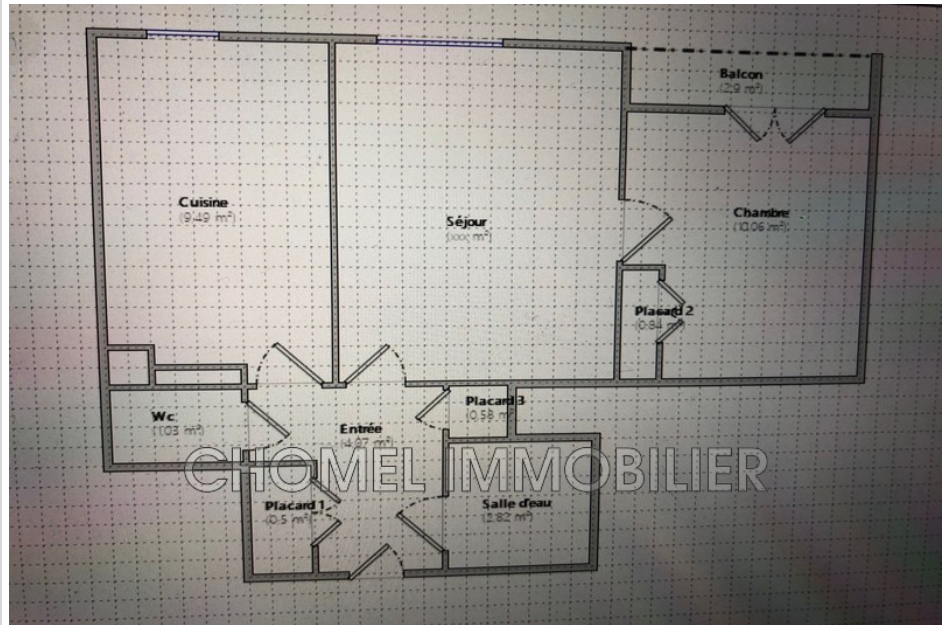 Balcon
(2,9 m²)
Cuisine
(9,49 m²)
Séjour
(xxx m²)
Chambre
(10,06 m²)
Placard 2
(0,84 m²)
Placard 3
(0,58 m²)
Wc
(1,03 m²)
Entrée
(4,97 m²)
CHOMEL IMMOBILIER
Placard 1
(0,5 m²)
Salle d'eau
(2,82 m²)